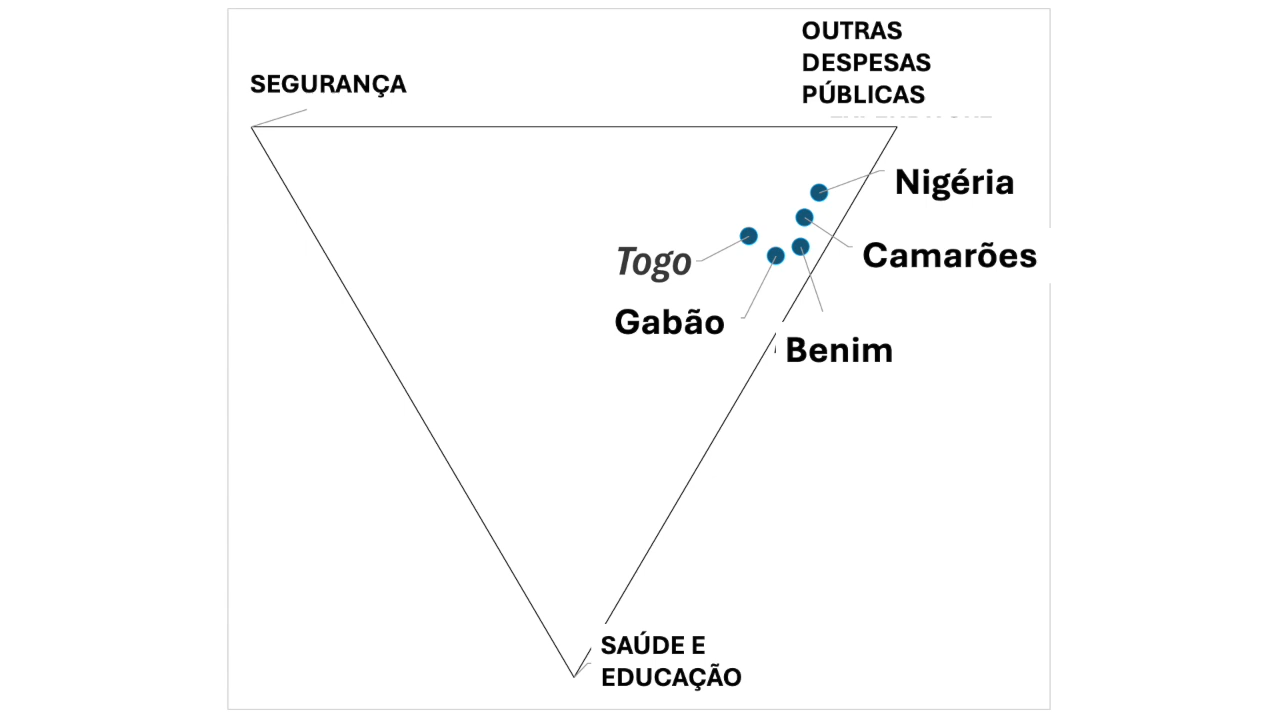 OUTRAS
DESPESAS
PÚBLICAS
SEGURANÇA
Nigéria
Camarões
Togo
Gabão
Benim
SAÚDE E
EDUCAÇÃO